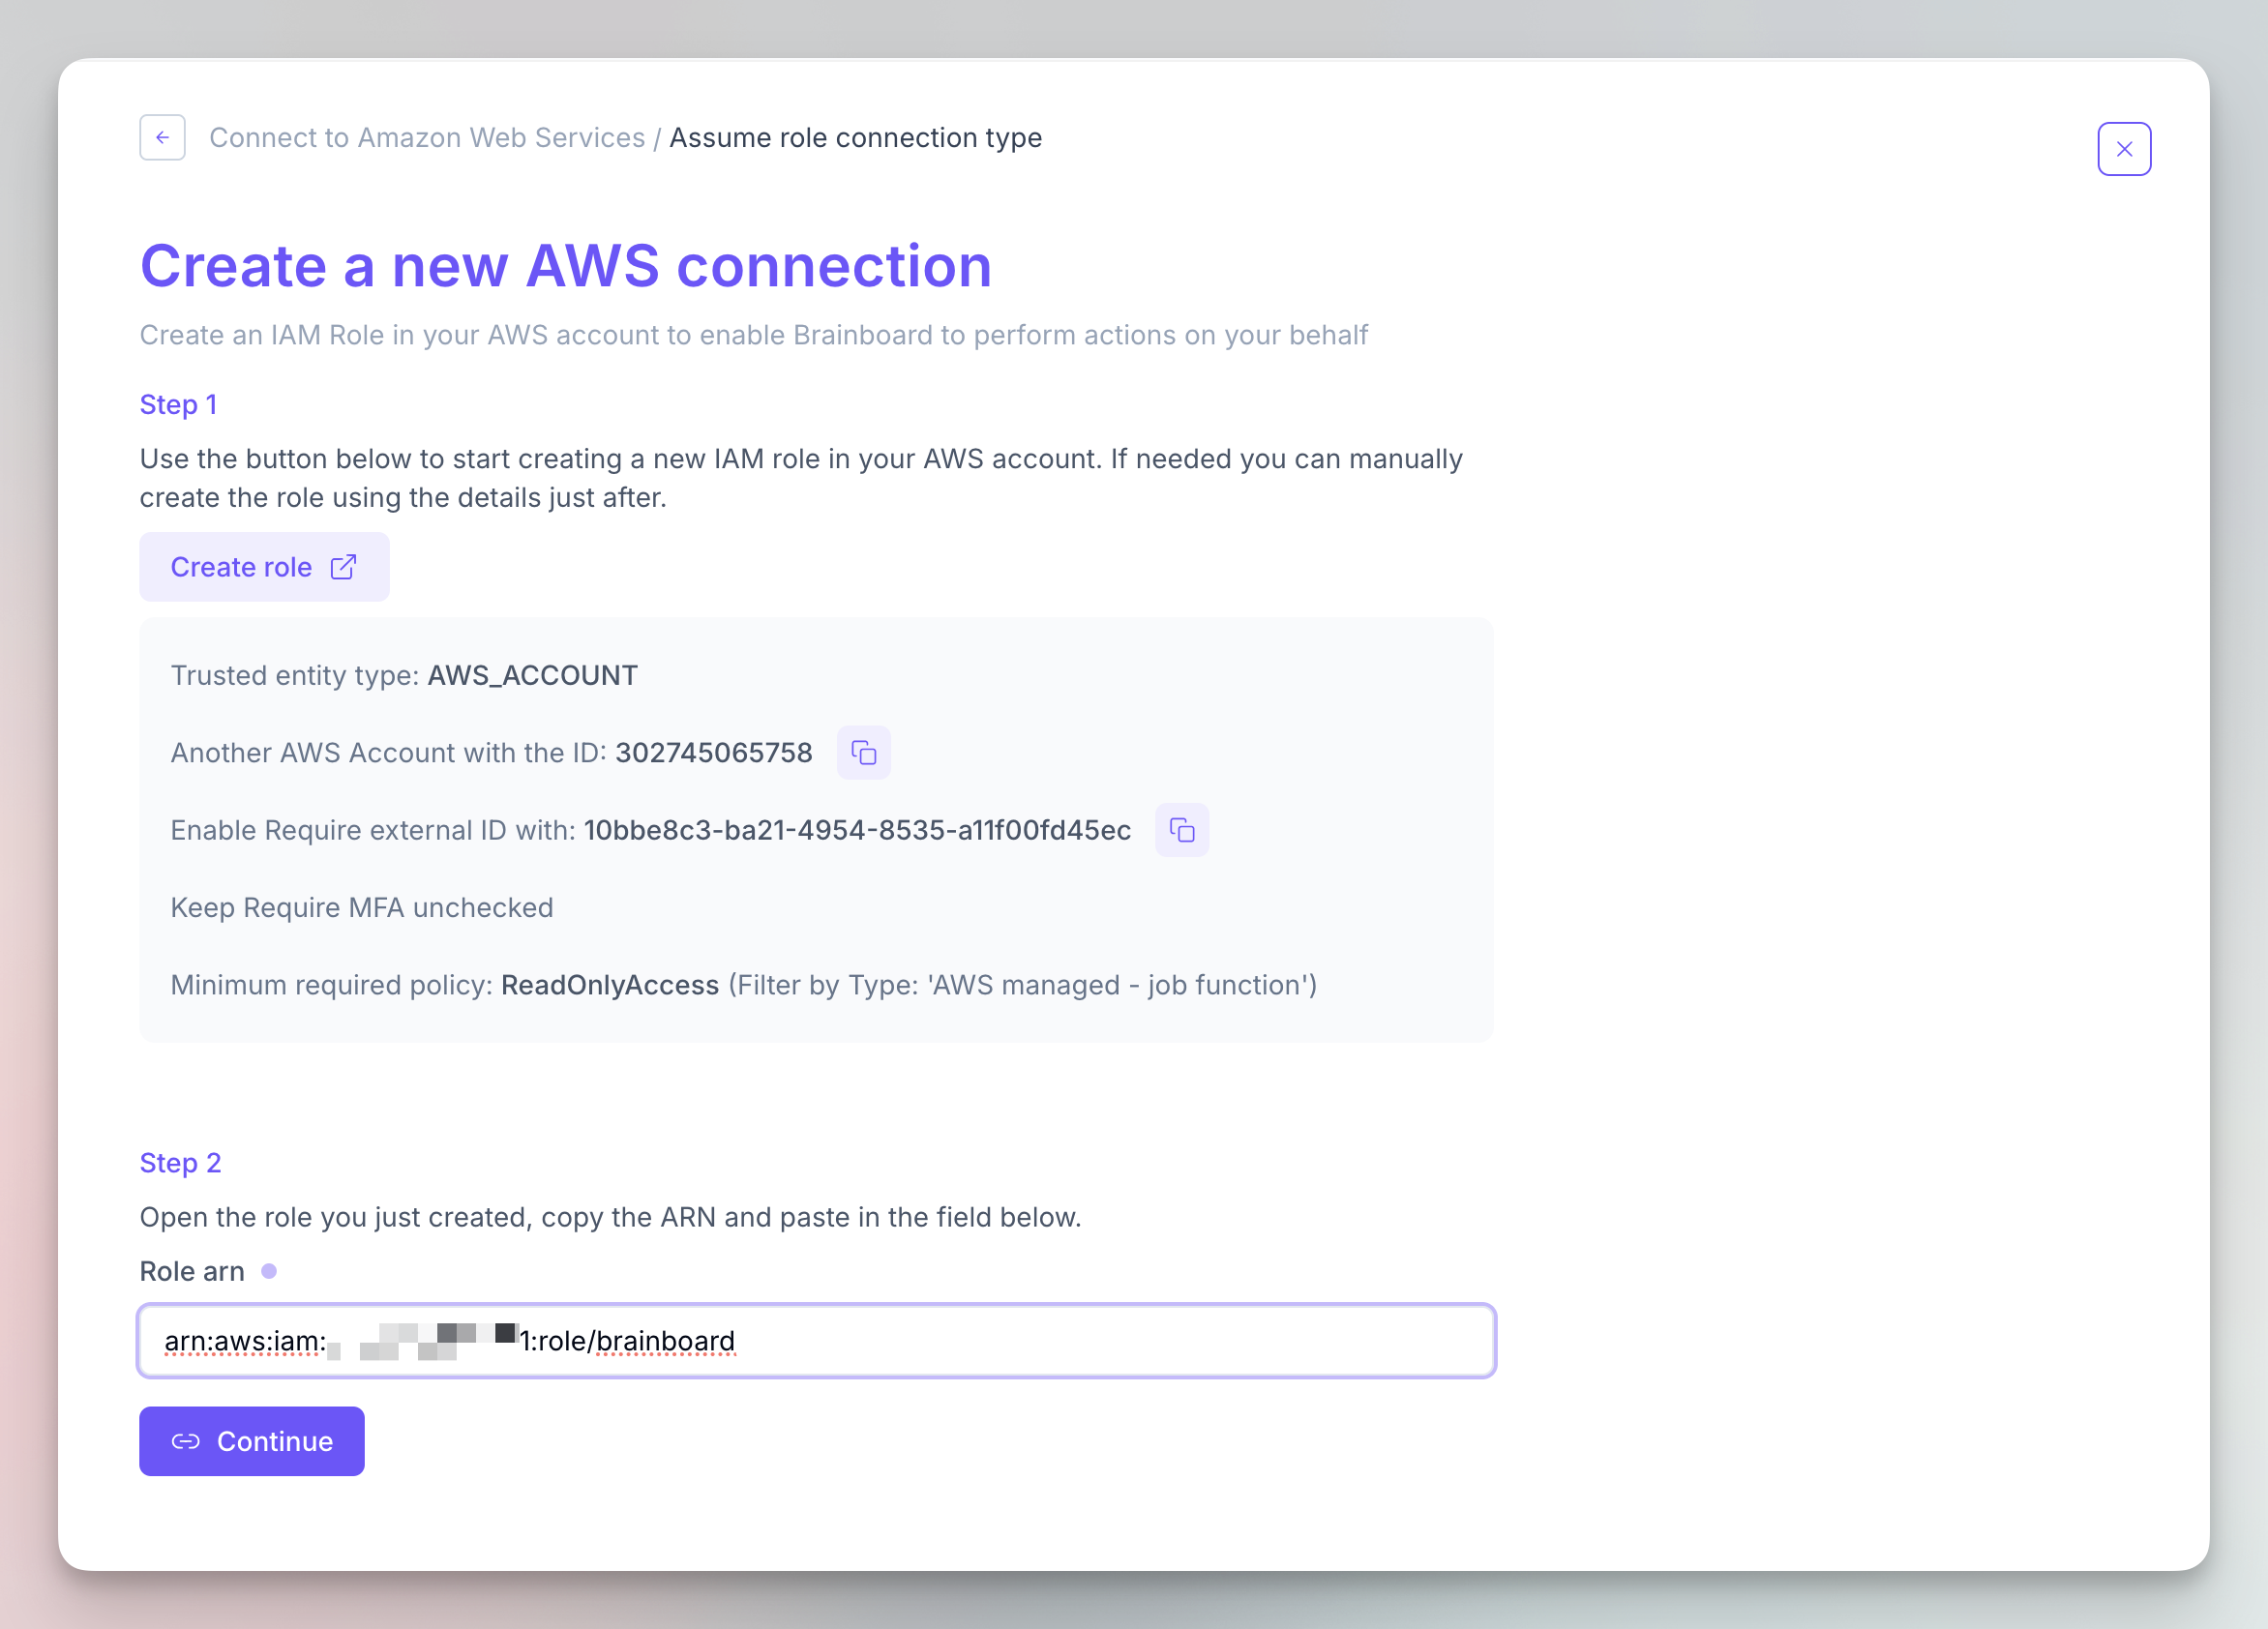 Connect to Amazon Web Services / Assume role connection type
Create a new AWS connection
Create an IAM Role in your AWS account to enable Brainboard to perform actions on your behalf
Step 1
Use the button below to start creating a new IAM role in your AWS account. If needed you can manually
create the role using the details just after.
Create role
Trusted entity type: AWS_ACCOUNT
Another AWS Account with the ID: 302745065758
Enable Require external ID with: 10bbe8c3-ba21-4954-8535-a11f00fd45ec
Keep Require MFA unchecked
Minimum required policy: ReadOnlyAccess (Filter by Type: 'AWS managed - job function')
Step 2
Open the role you just created, copy the ARN and paste in the field below.
Role arn
arn:aws:iam: 1:role/brainboard
Continue